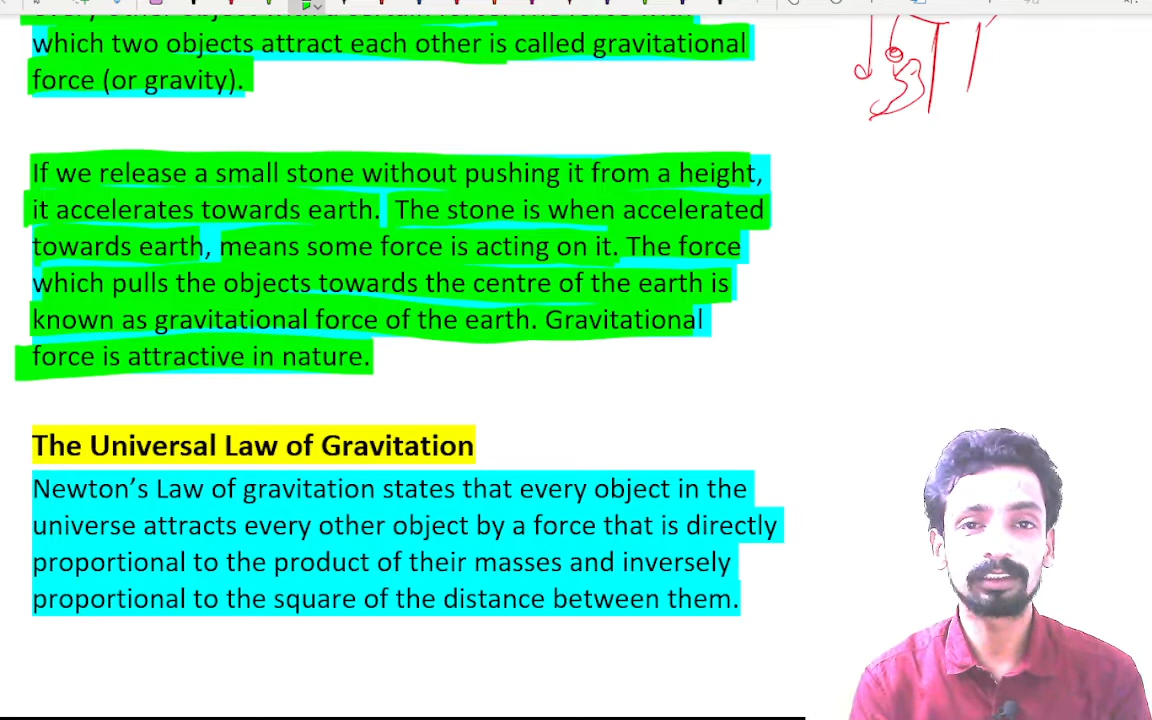 which two objects attract each other is called gravitational
force (or gravity).
If we release a small stone without pushing it from a height,
it accelerates towards earth. The stone is when accelerated
towards earth, means some force is acting on it. The force
which pulls the objects towards the centre of the earth is
known as gravitational force of the earth. Gravitational
force is attractive in nature.
The Universal Law of Gravitation
Newton’s Law of gravitation states that every object in the
universe attracts every other object by a force that is directly
proportional to the product of their masses and inversely
proportional to the square of the distance between them.